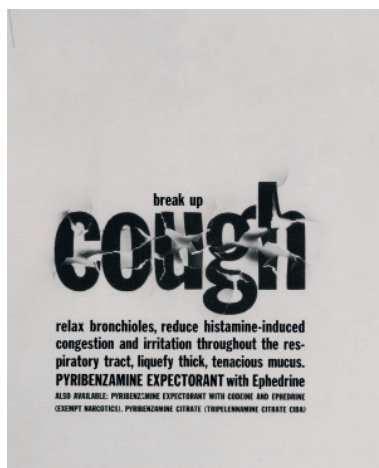 break up
cough
relax bronchioles, reduce histamine-induced
congestion and irritation throughout the res-
piratory tract, liquefy thick, tenacious mucus.
PYRIBENZAMINE EXPECTORANT with Ephedrine
ALSO AVAILABLE: PYRIBENZAMINE EXPECTORANT WITH CODEINE AND EPHEDRINE
(EXEMPT NARCOTICS). PYRIBENZAMINE CITRATE (TRIPELENNAMINE CITRATE CIBA)